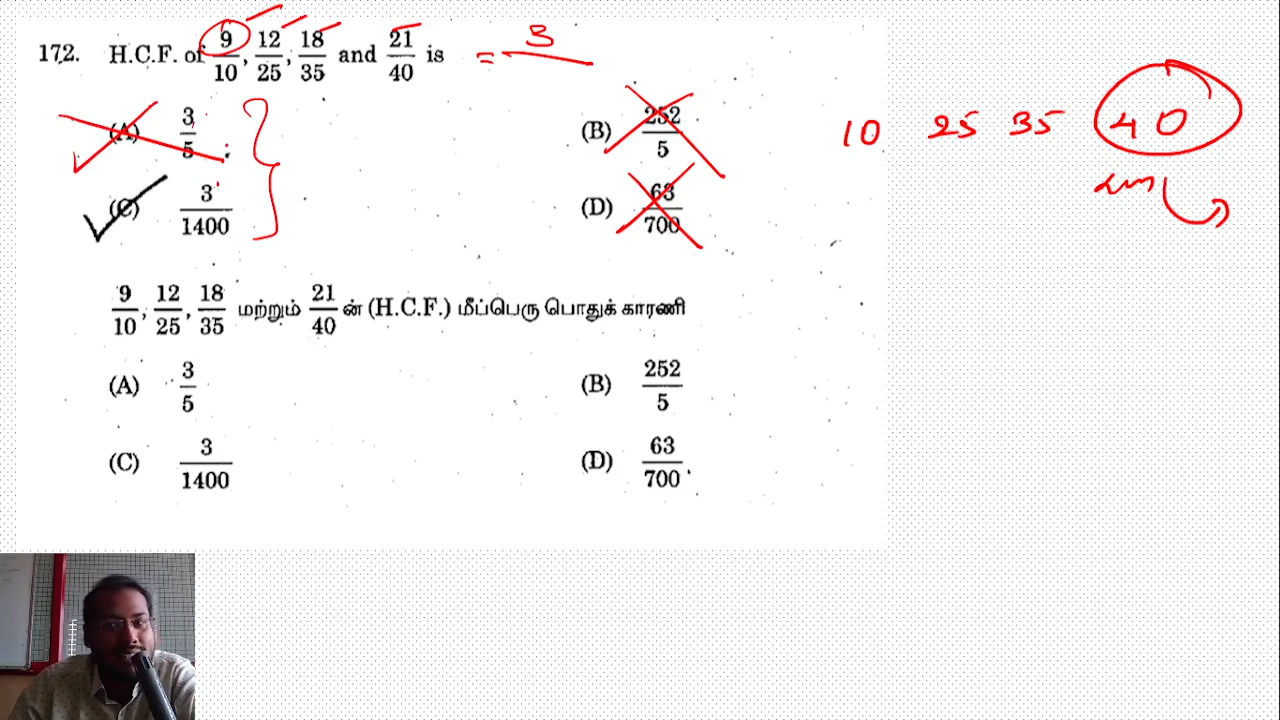 172. H.C.F. of 9/10, 12/25, 18/35 and 21/40 is = 3
(A) 3/5 (B) 252/5
(C) 3/1400 (D) 63/700
10 25 35 40
9/10, 12/25, 18/35 மற்றும் 21/40 ன் (H.C.F.) மீப்பெரு பொதுக் காரணி
(A) 3/5 (B) 252/5
(C) 3/1400 (D) 63/700